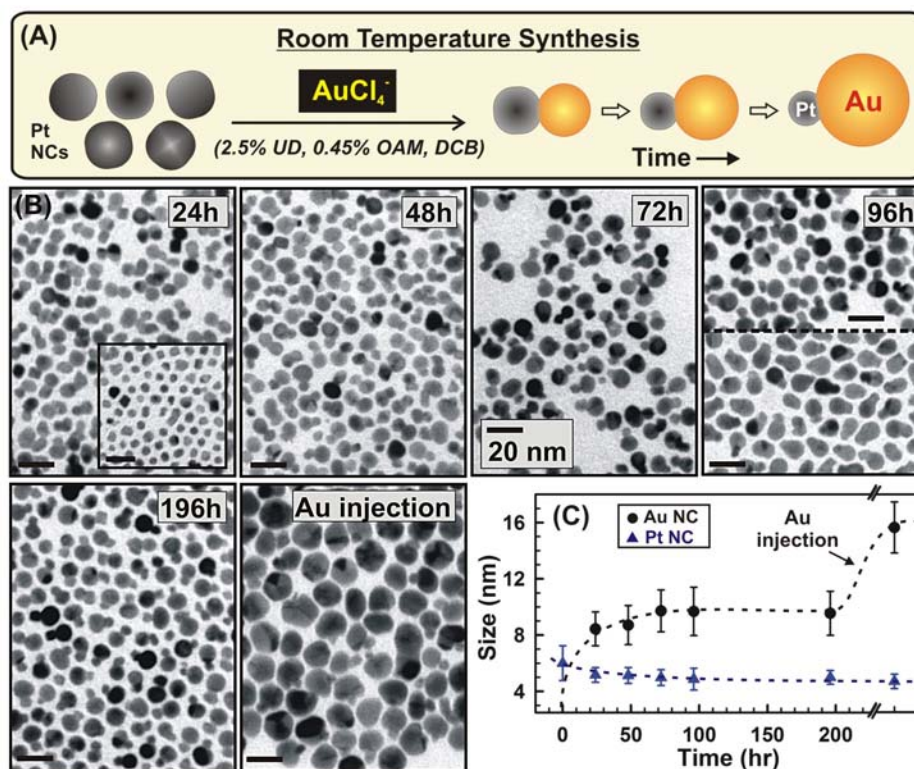 (A)
Room Temperature Synthesis
Pt
NCs
AuCl₄⁻
(2.5% UD, 0.45% OAM, DCB)
Pt
Au
Time
(B)
24h
48h
72h
96h
20 nm
196h
Au injection
(C)
Au NC
Pt NC
Au
injection
Size (nm)
16
12
8
4
0
50
100
150
200
Time (hr)